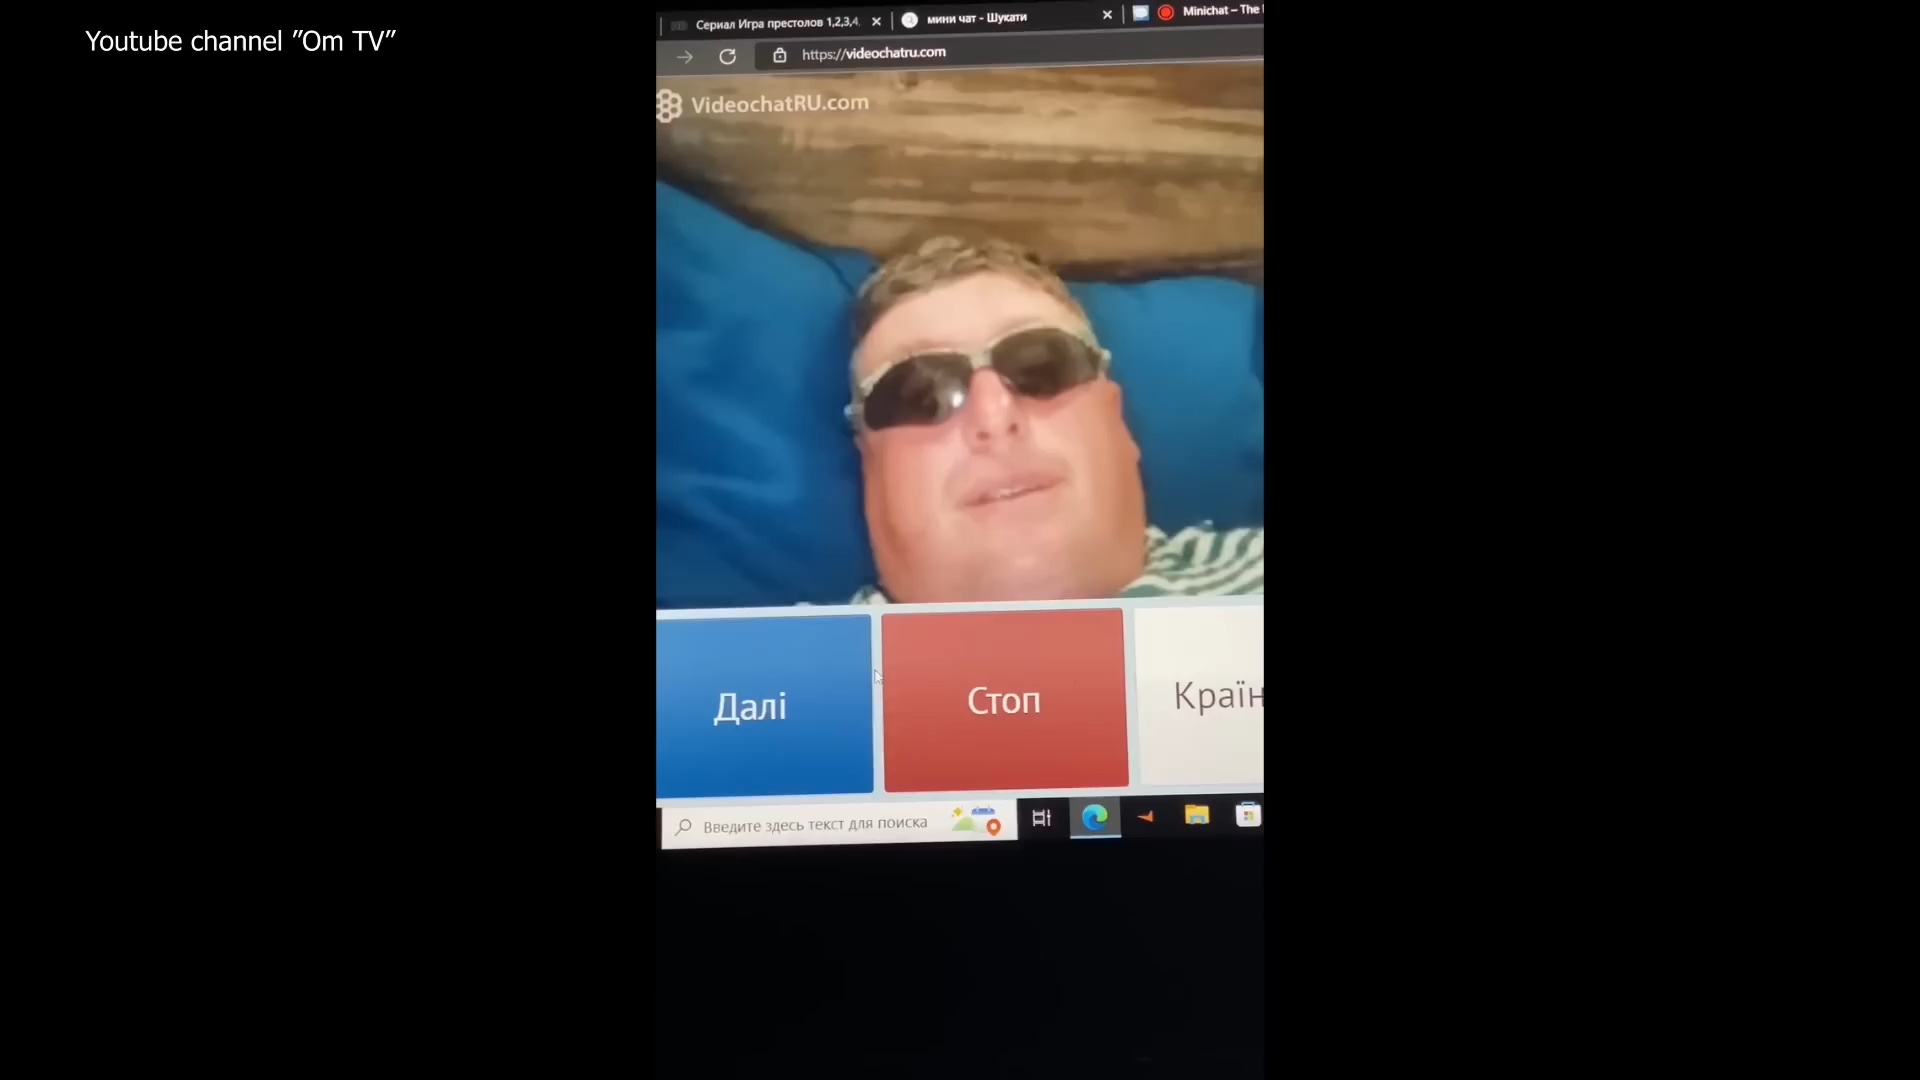 Youtube channel "Om TV"
Сериал Игра престолов 1,2,3,4
мини чат - Шукати
Minichat – The
https://videochatru.com
VideochatRU.com
Далі
Стоп
Країн
Введите здесь текст для поиска